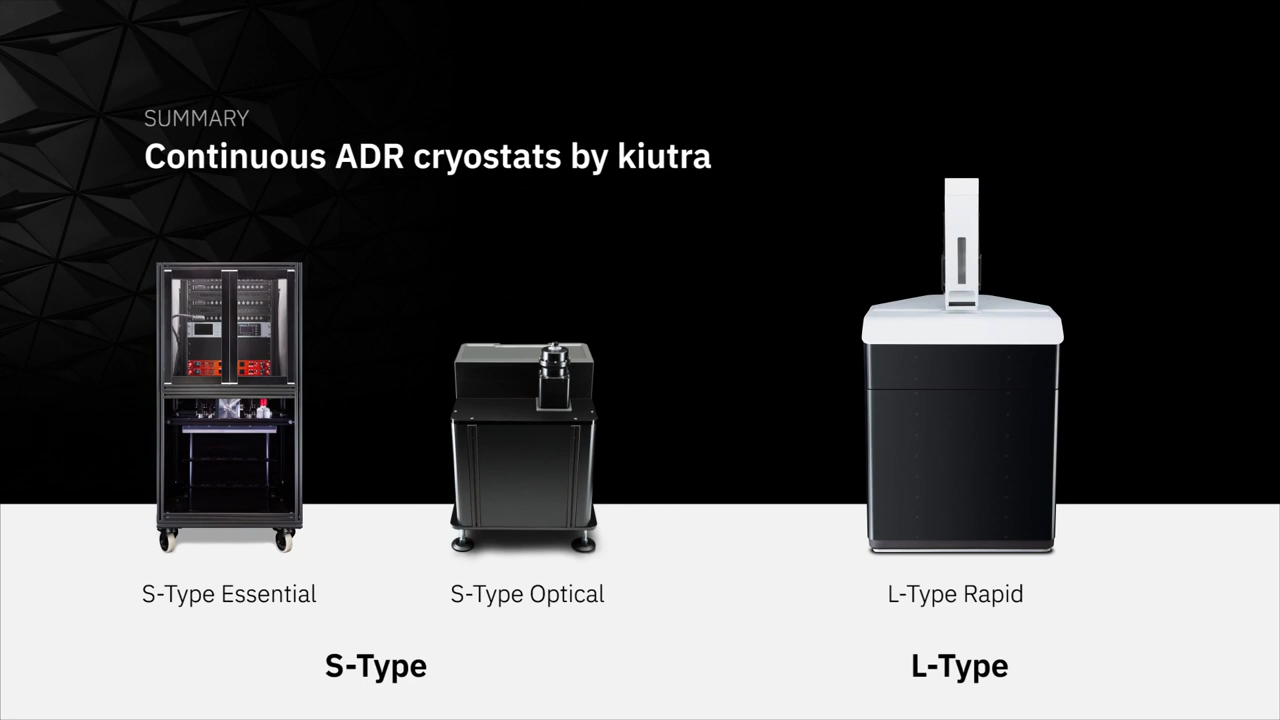 SUMMARY
Continuous ADR cryostats by kiutra
S-Type Essential
S-Type Optical
L-Type Rapid
S-Type
L-Type